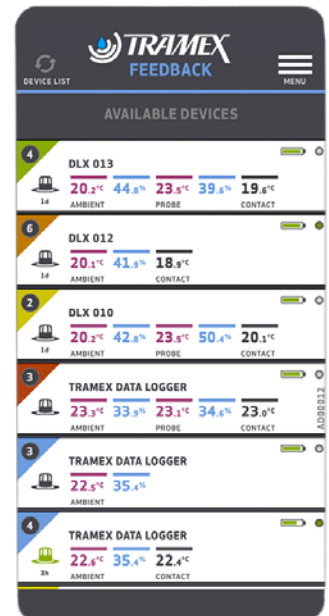 TRAMEX
FEEDBACK
DEVICE LIST
MENU
AVAILABLE DEVICES
4
DLX 013
20.2°C 44.8% 23.5°C 39.6% 19.6°C
1d AMBIENT PROBE CONTACT
6
DLX 012
20.1°C 41.9% 18.9°C
1d AMBIENT CONTACT
2
DLX 010
20.2°C 42.8% 23.5°C 50.4% 20.1°C
1d AMBIENT PROBE CONTACT
3
TRAMEX DATA LOGGER
23.3°C 33.9% 23.1°C 34.6% 23.0°C
AMBIENT PROBE CONTACT
AD00012
3
TRAMEX DATA LOGGER
22.5°C 35.4%
AMBIENT
4
TRAMEX DATA LOGGER
22.6°C 35.4% 22.4°C
3h AMBIENT CONTACT